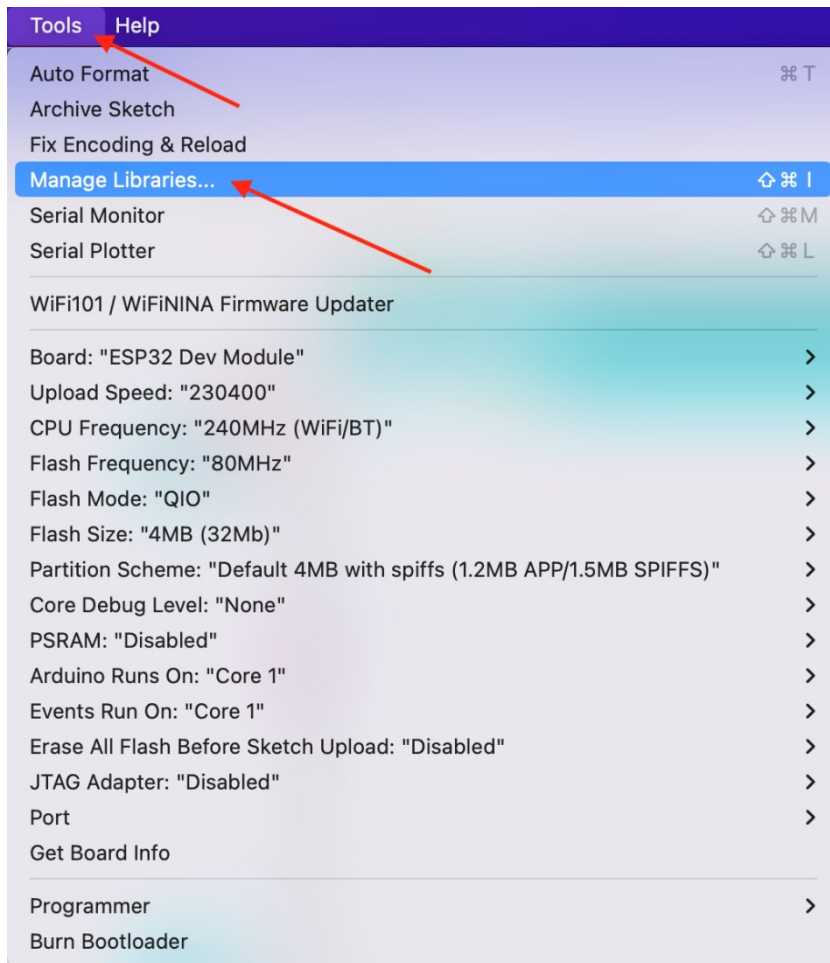 Tools Help
Auto Format ⌘ T
Archive Sketch
Fix Encoding & Reload
Manage Libraries... ⇧ ⌘ I
Serial Monitor ⇧ ⌘ M
Serial Plotter ⇧ ⌘ L
WiFi101 / WiFiNINA Firmware Updater
Board: "ESP32 Dev Module"
Upload Speed: "230400"
CPU Frequency: "240MHz (WiFi/BT)"
Flash Frequency: "80MHz"
Flash Mode: "QIO"
Flash Size: "4MB (32Mb)"
Partition Scheme: "Default 4MB with spiffs (1.2MB APP/1.5MB SPIFFS)"
Core Debug Level: "None"
PSRAM: "Disabled"
Arduino Runs On: "Core 1"
Events Run On: "Core 1"
Erase All Flash Before Sketch Upload: "Disabled"
JTAG Adapter: "Disabled"
Port
Get Board Info
Programmer
Burn Bootloader